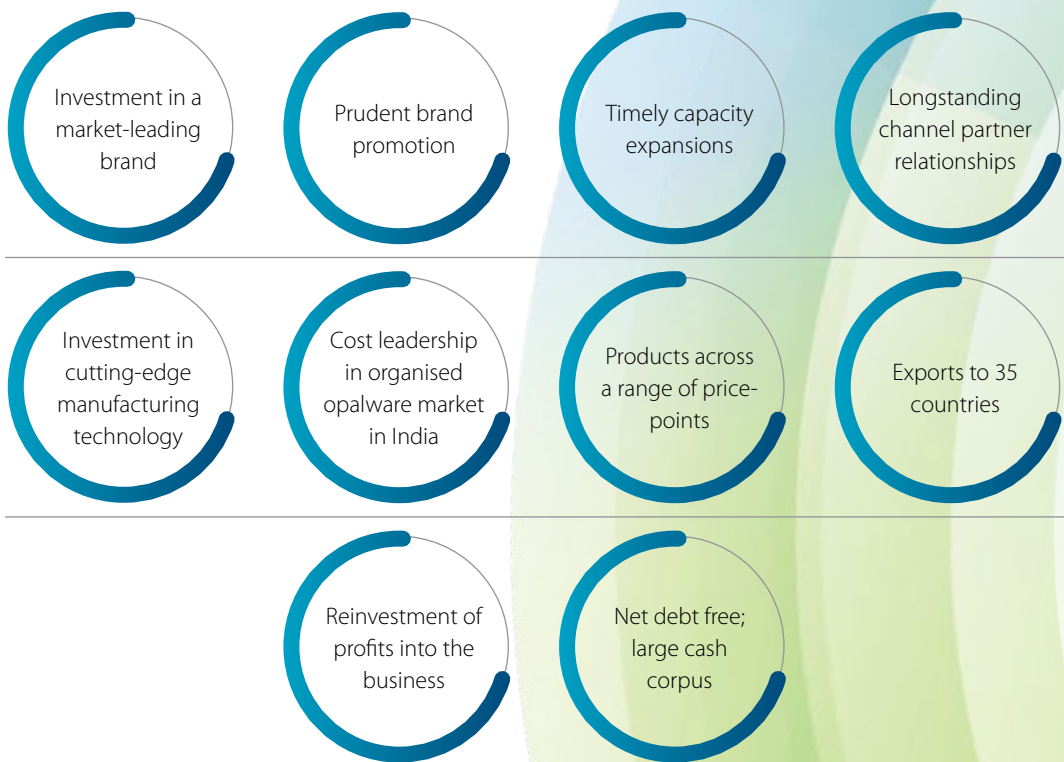 Investment in a
market-leading
brand
Prudent brand
promotion
Timely capacity
expansions
Longstanding
channel partner
relationships
Investment in
cutting-edge
manufacturing
technology
Cost leadership
in organised
opalware market
in India
Products across
a range of price-
points
Exports to 35
countries
Reinvestment of
profits into the
business
Net debt free;
large cash
corpus